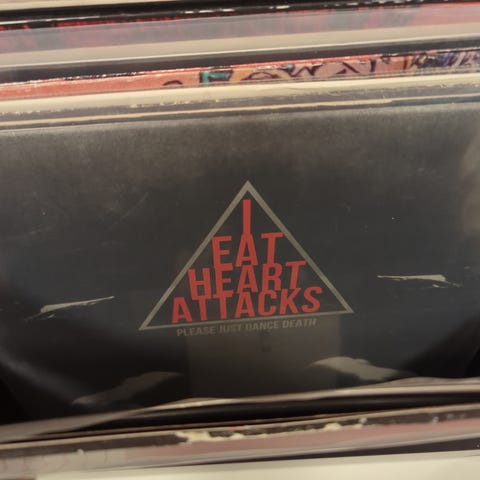 I
EAT
HEART
ATTACKS
PLEASE JUST DANCE DEATH